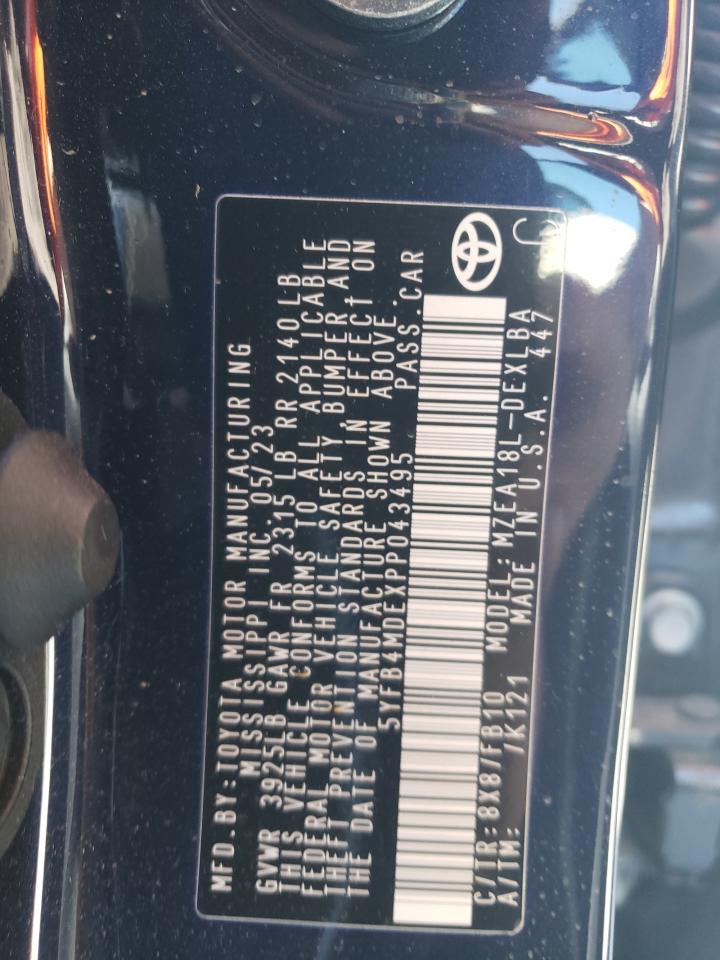 MFD.BY:TOYOTA MOTOR MANUFACTURING
MISSISSIPPI INC.05/23
GVWR 3925LB GAWR FR 2315 LB RR 2140LB
THIS VEHICLE CONFORMS TO ALL APPLICABLE
FEDERAL MOTOR VEHICLE SAFETY, BUMPER AND
THEFT PREVENTION STANDARDS IN EFFECT ON
THE DATE OF MANUFACTURE SHOWN ABOVE.
5YFB4MDEXPP043495 PASS.CAR
C/TR: 8X8/FB10 MODEL: MZEA18L-DEXLBA
A/TM: /K121 MADE IN U.S.A. 447